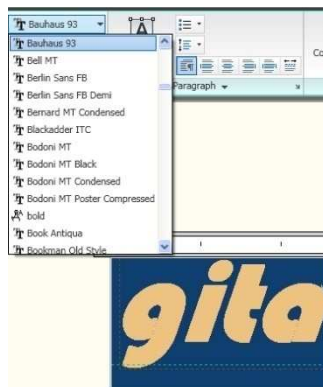 Bauhaus 93
Bauhaus 93
Bell MT
Berlin Sans FB
Berlin Sans FB Demi
Bernard MT Condensed
Blackadder ITC
Bodoni MT
Bodoni MT Black
Bodoni MT Condensed
Bodoni MT Poster Compressed
bold
Book Antiqua
Bookman Old Style
Paragraph
Co
gita